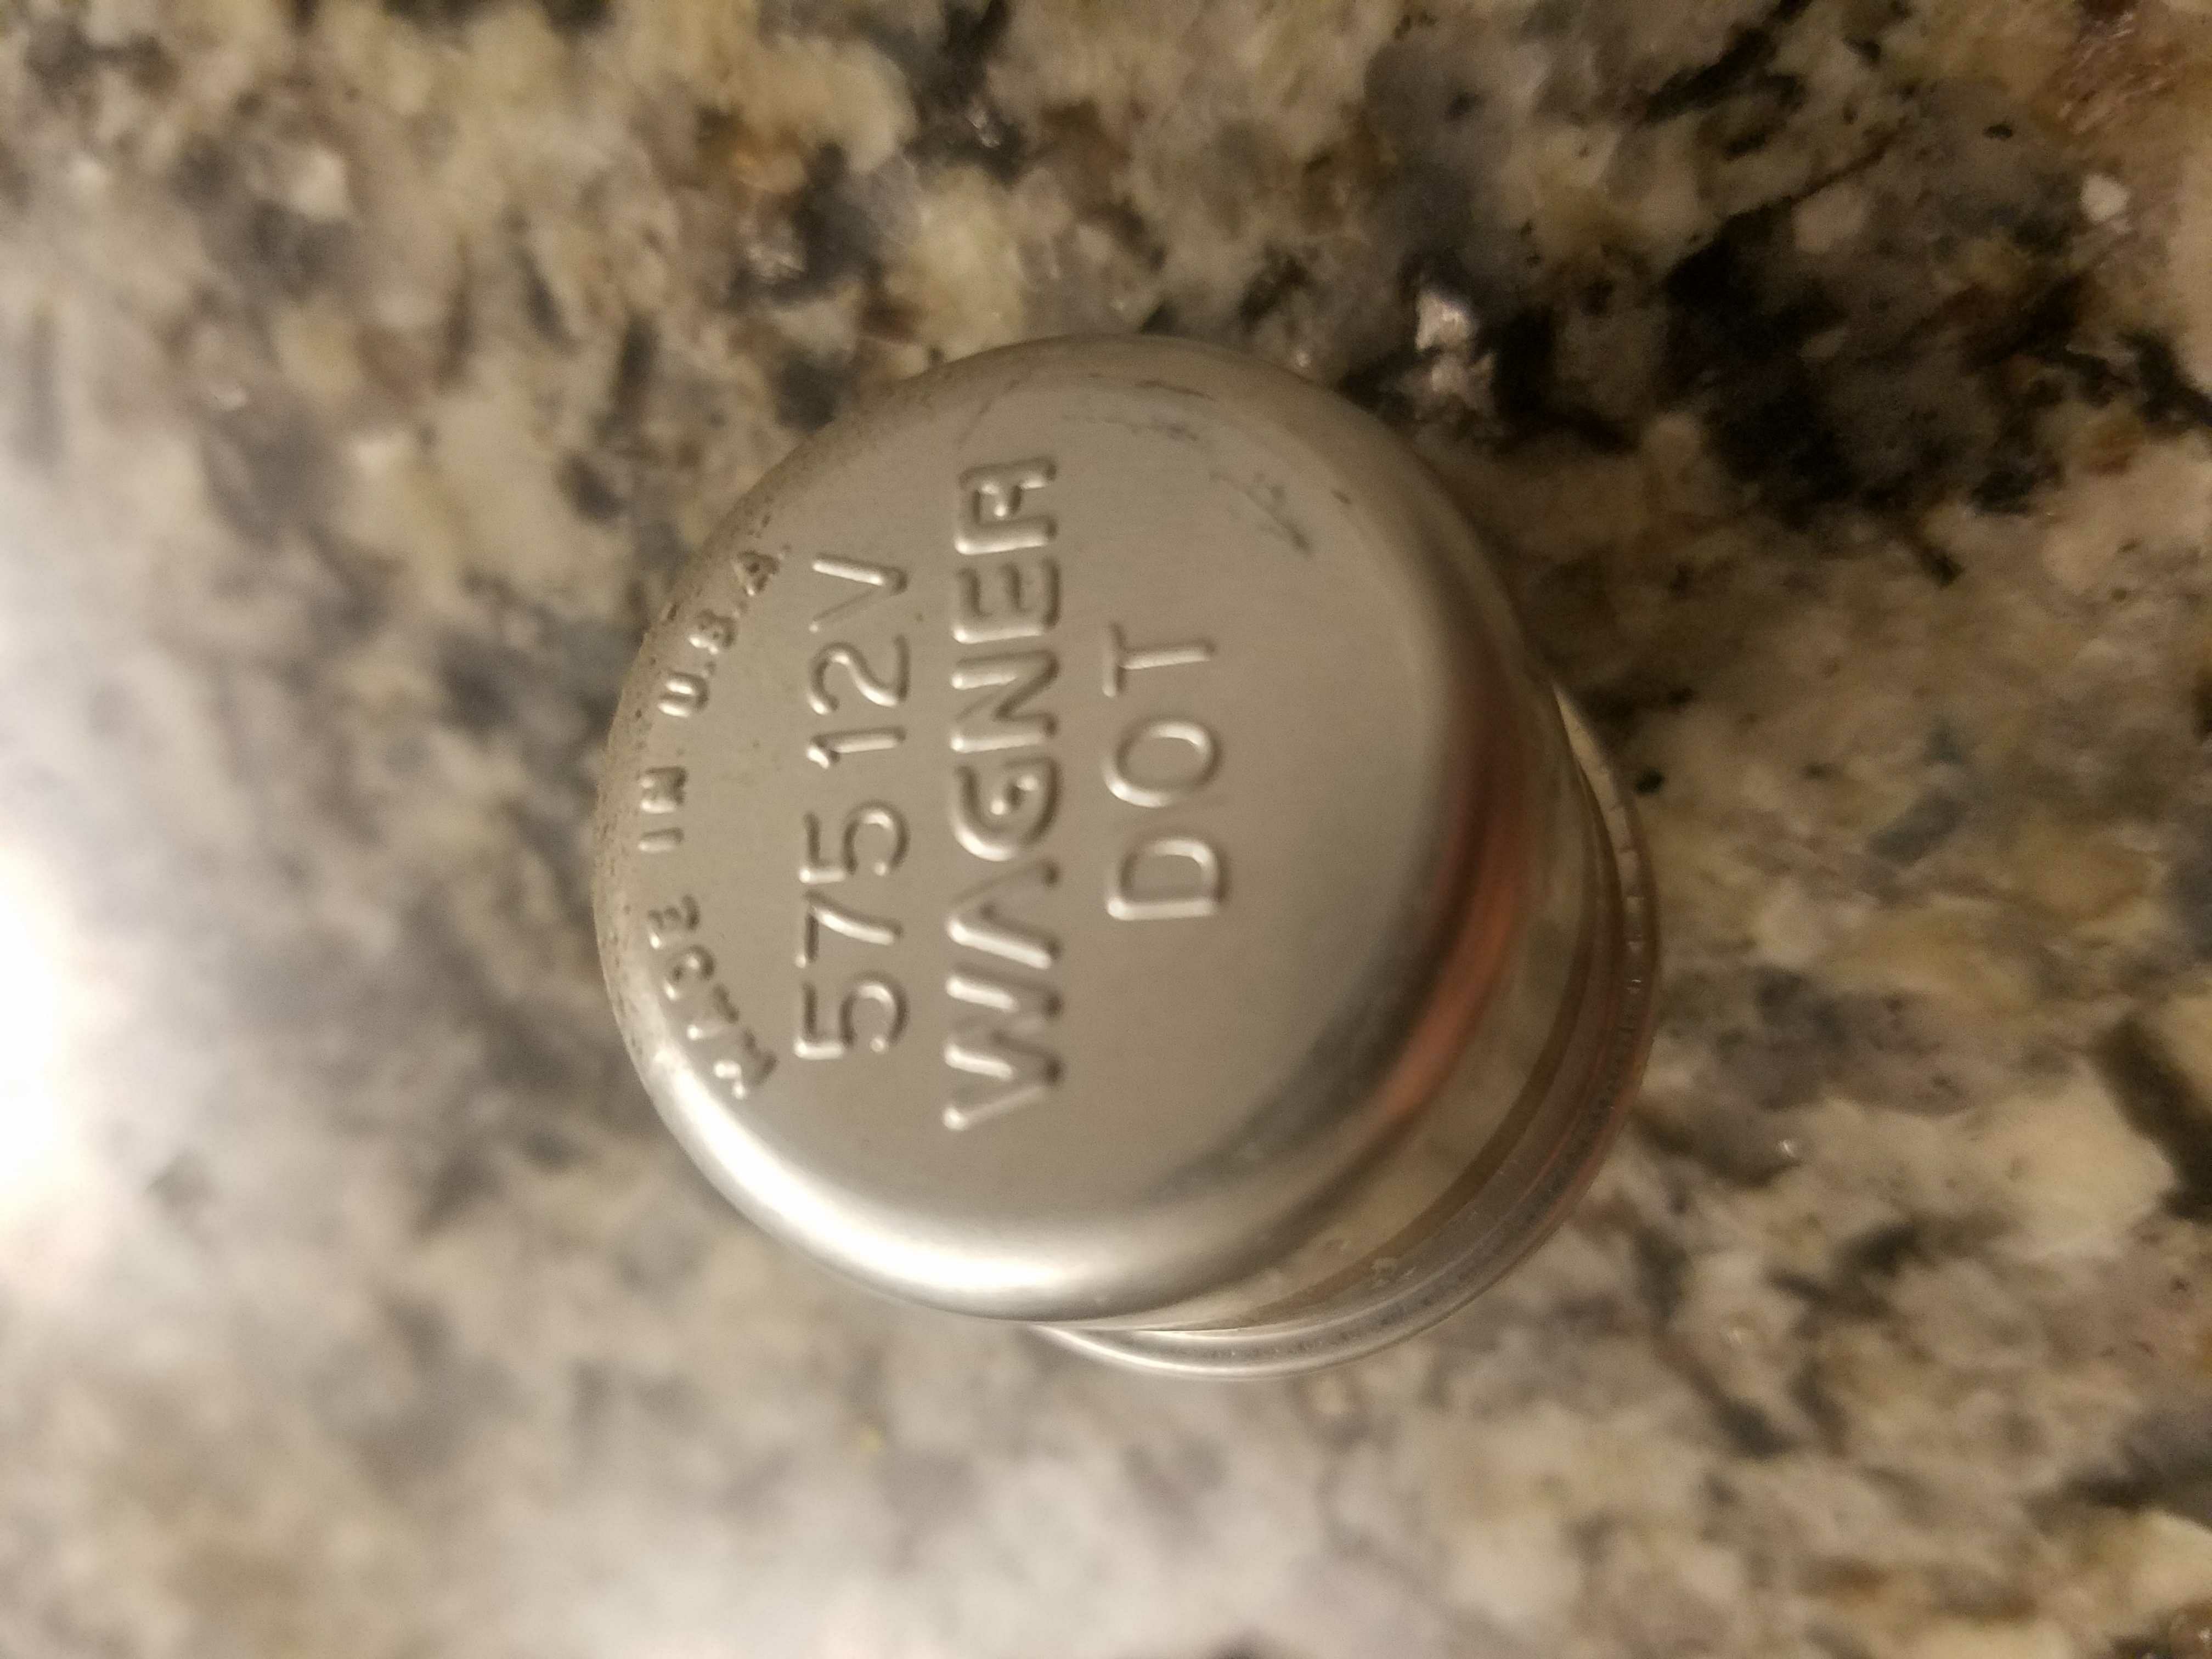 MADE IN U.S.A.
575 12V
WAGNER
DOT